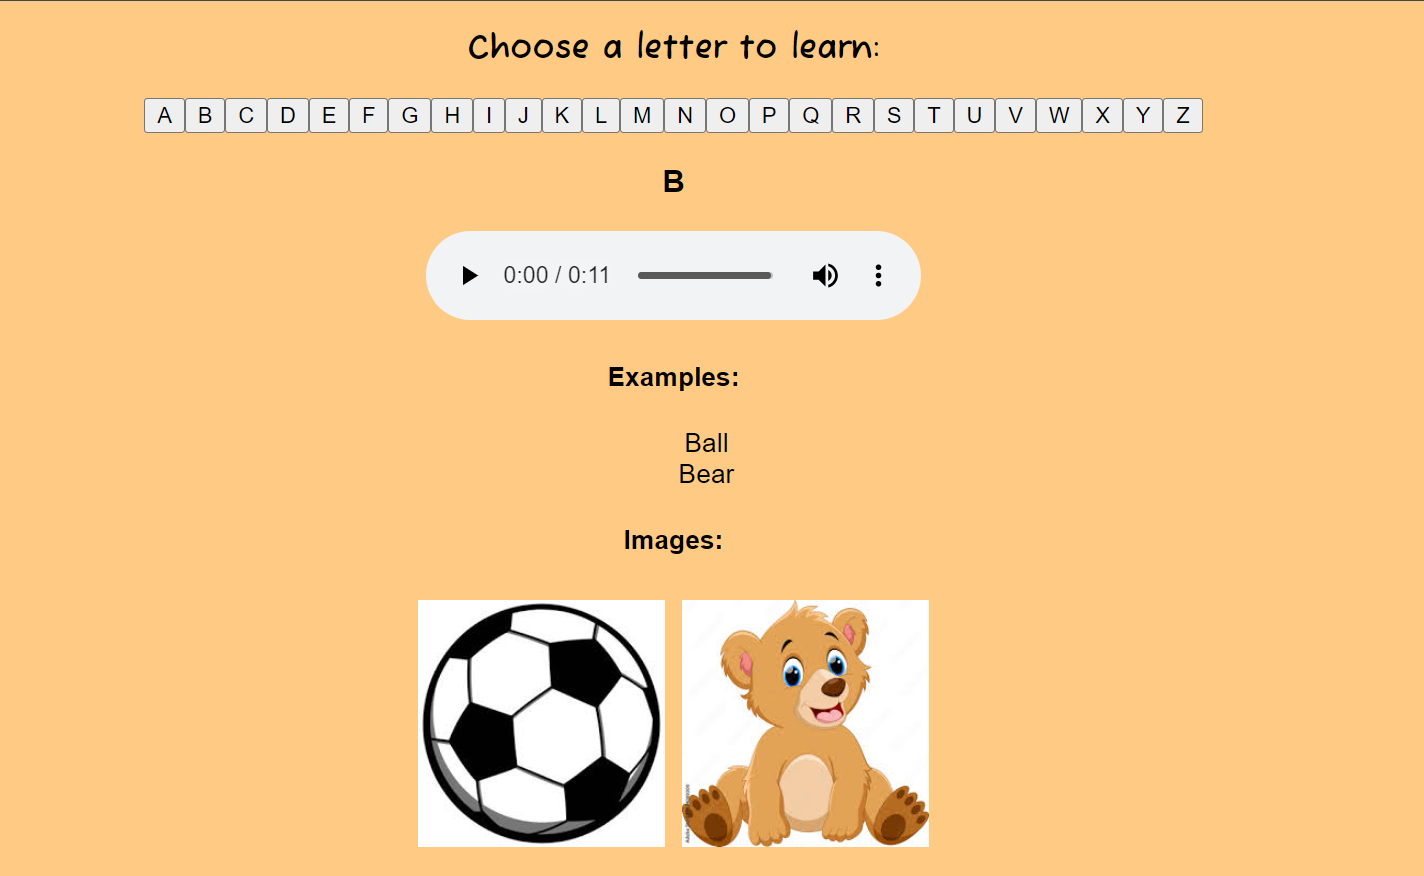 Choose a letter to learn:
A B C D E F G H I J K L M N O P Q R S T U V W X Y Z
B
0:00 / 0:11
Examples:
Ball
Bear
Images: